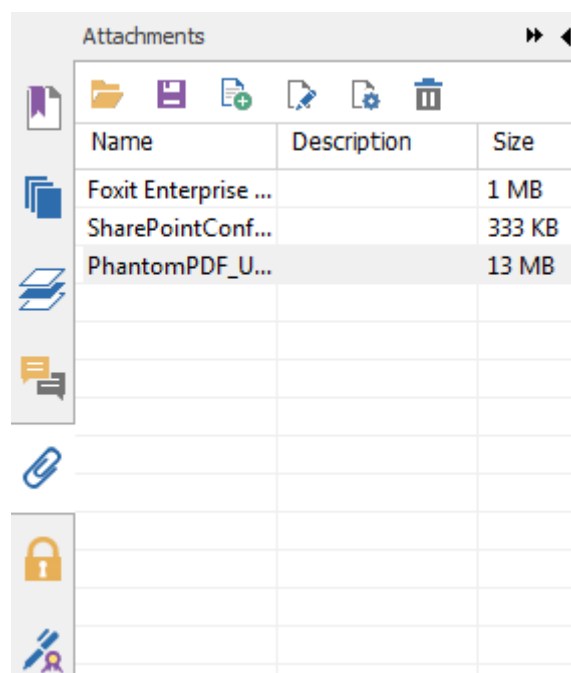 Attachments
Name Description Size
Foxit Enterprise ... 1 MB
SharePointConf... 333 KB
PhantomPDF_U... 13 MB